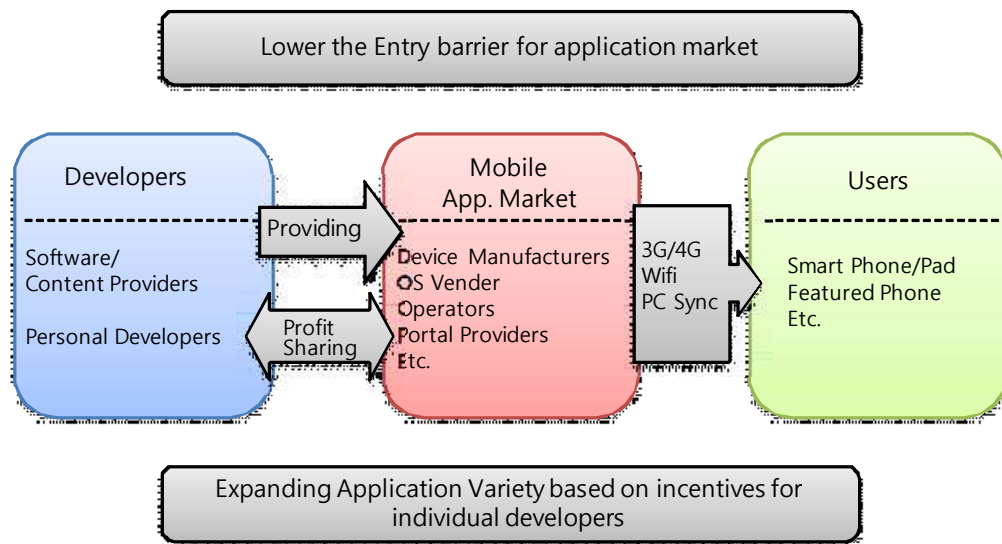 Lower the Entry barrier for application market
Developers
Software/
Content Providers
Personal Developers
Providing
Profit
Sharing
Mobile
App. Market
Device Manufacturers
OS Vender
Operators
Portal Providers
Etc.
3G/4G
Wifi
PC Sync
Users
Smart Phone/Pad
Featured Phone
Etc.
Expanding Application Variety based on incentives for
individual developers